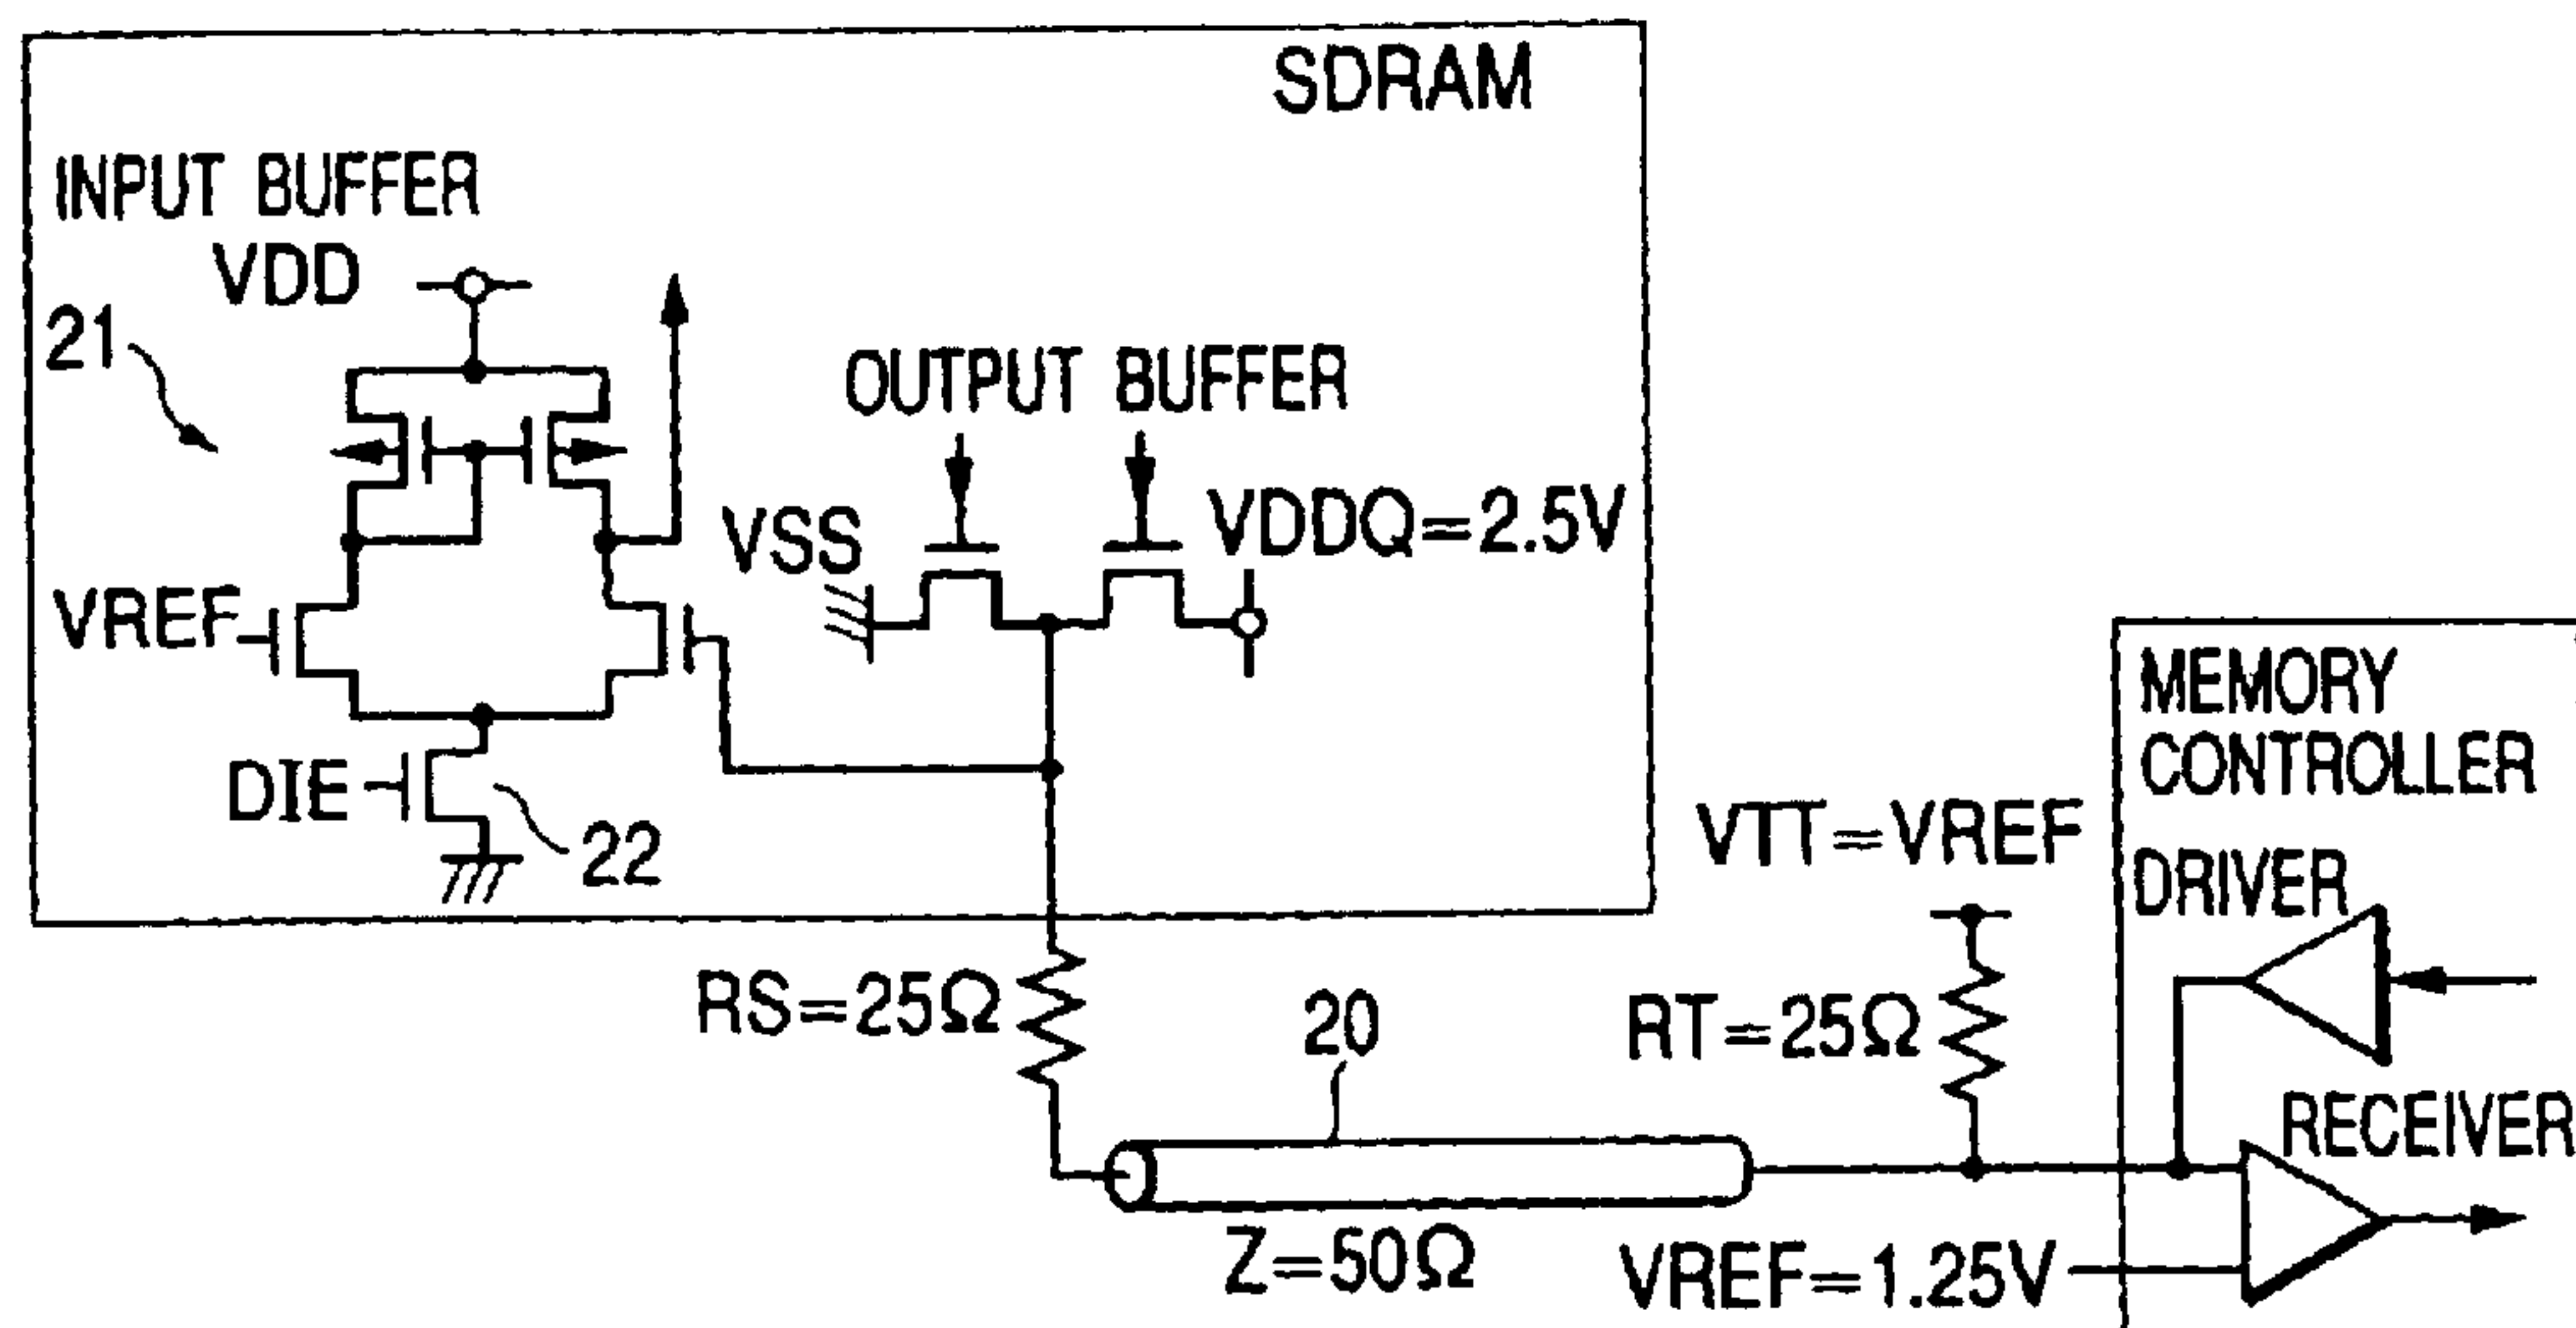 SDRAM
INPUT BUFFER
VDD
21
OUTPUT BUFFER
VSS
VDDQ=2.5V
VREF
DIE
22
MEMORY
CONTROLLER
VTT=VREF
DRIVER
RS=25Ω
20
RT=25Ω
RECEIVER
Z=50Ω
VREF=1.25V